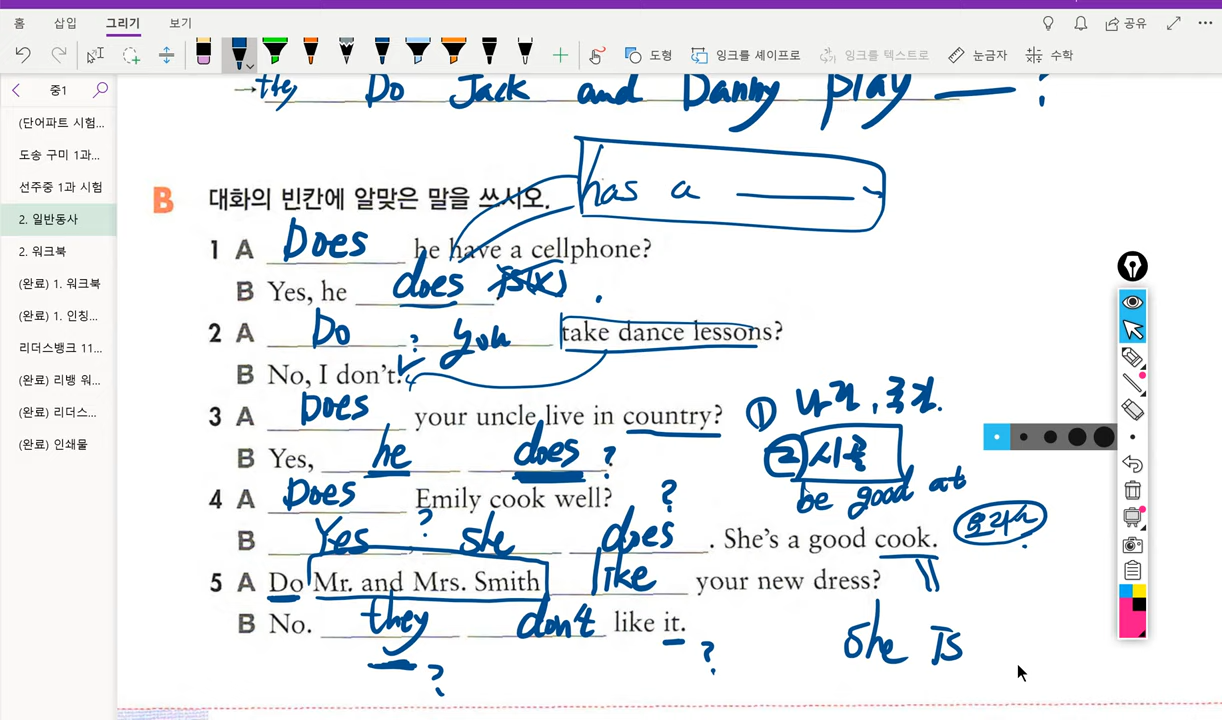 홈 삽입 그리기 보기 공유
도형 잉크를 셰이프로 잉크를 텍스트로 눈금자 수학
중1
(단어파트 시험...
도송 구미 1과...
선주중 1과 시험
2. 일반동사
2. 워크북
(완료) 1. 워크북
(완료) 1. 인칭...
리더스뱅크 11...
(완료) 리뱅 워...
(완료) 리더스...
(완료) 인쇄물
→ they Do Jack and Danny play ?
has a
B 대화의 빈칸에 알맞은 말을 쓰시오.
1 A Does he have a cellphone?
B Yes, he does. is(X)
2 A Do you take dance lessons?
B No, I don't.
3 A Does your uncle live in country? ① 나라, 국가.
B Yes, he does ? ② 시골
be good at
4 A Does Emily cook well? ?
B Yes ? she does. She's a good cook. 요리사
5 A Do Mr. and Mrs. Smith like your new dress?
B No. they don't like it.
? ? She is